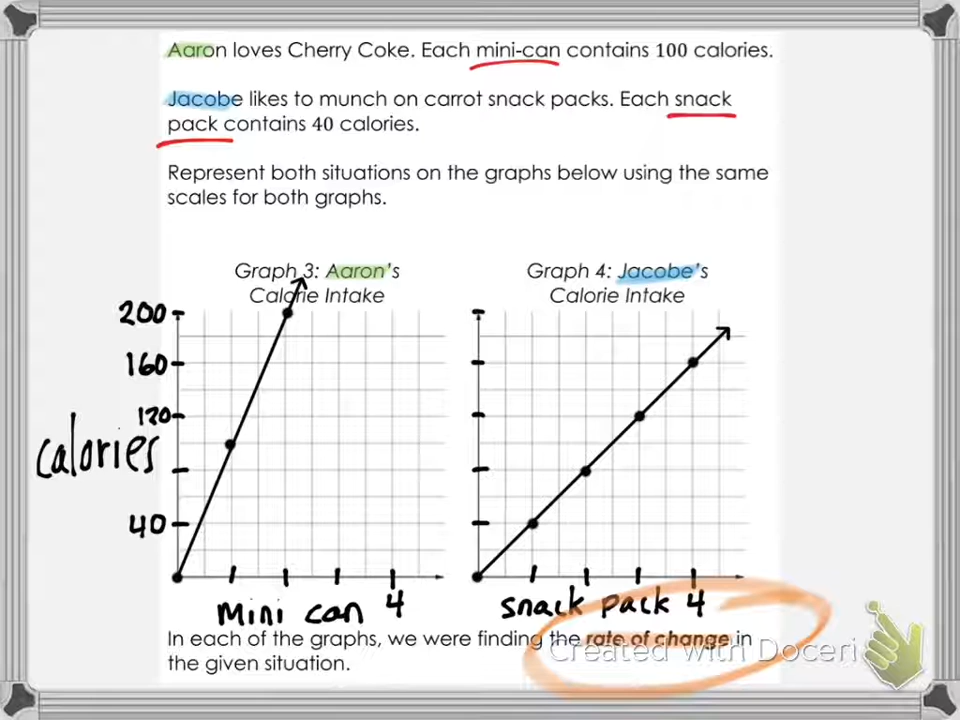 Aaron loves Cherry Coke. Each mini-can contains 100 calories.
Jacobe likes to munch on carrot snack packs. Each snack
pack contains 40 calories.
Represent both situations on the graphs below using the same
scales for both graphs.
Graph 3: Aaron's
Calorie Intake
Graph 4: Jacobe's
Calorie Intake
200
160
120
calories
40
4
mini can
snack pack 4
In each of the graphs, we were finding the rate of change in
the given situation.
Created with Doceri